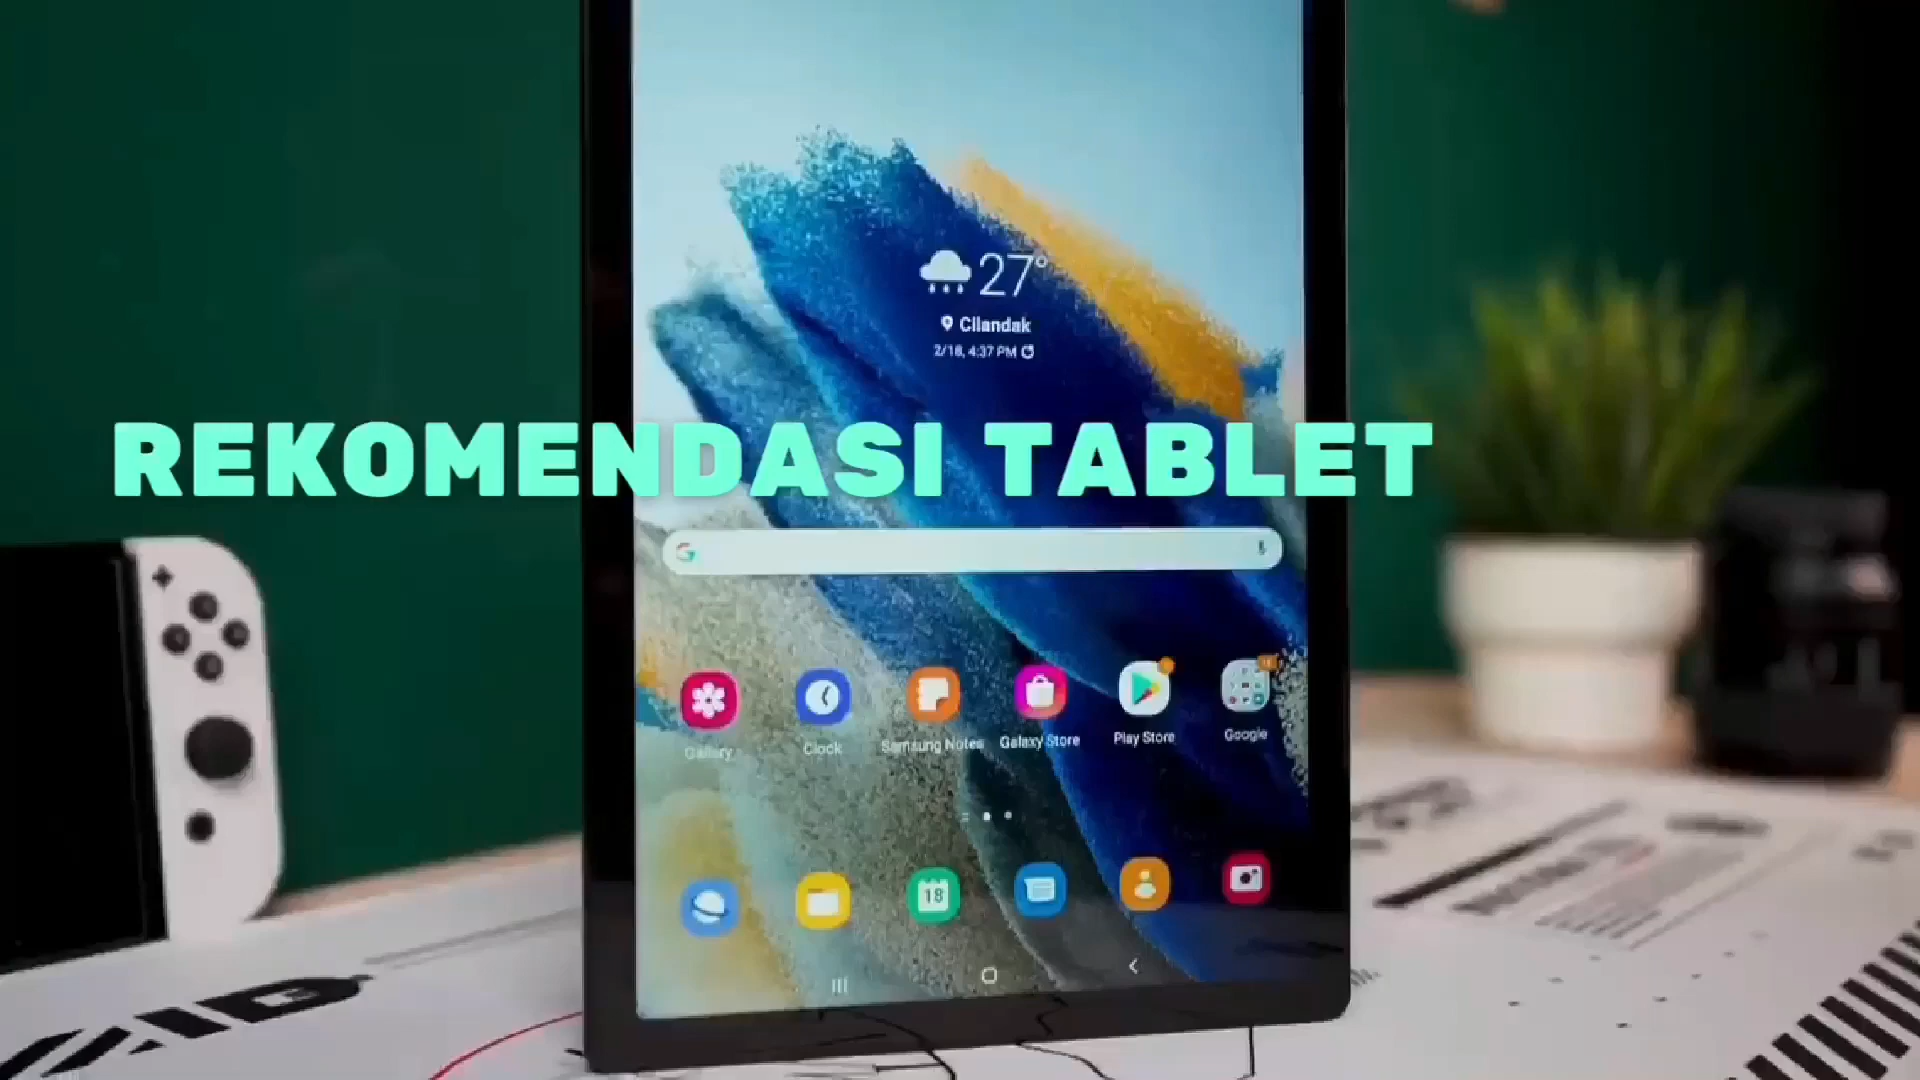 27°
Cilandak
2/18, 4:37 PM
REKOMENDASI TABLET
Gallery
Clock
Samsung Notes
Galaxy Store
Play Store
Google
18